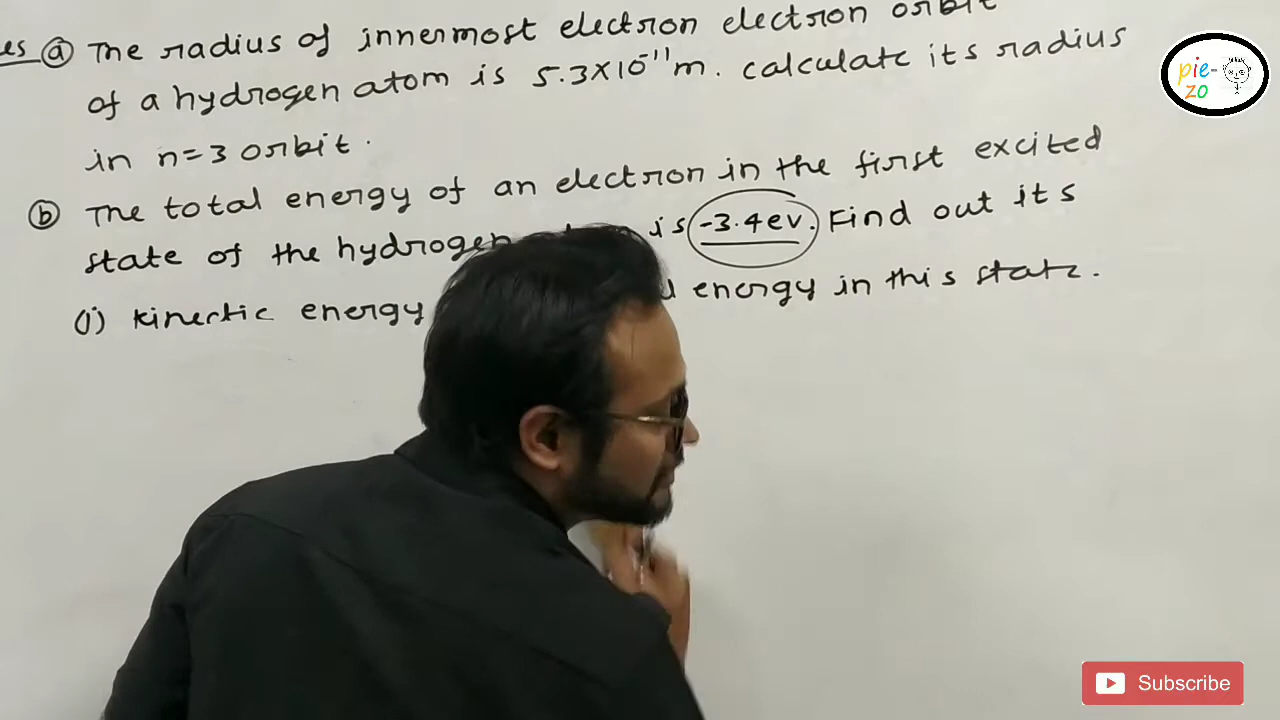 es ⓐ The radius of innermost electron electron orbit
of a hydrogen atom is 5.3×10⁻¹¹m. calculate its radius
in n=3 orbit.
ⓑ The total energy of an electron in the first excited
state of the hydrogen is -3.4ev. Find out its
(i) kinectic energy energy in this state.
pie-
zo
Subscribe